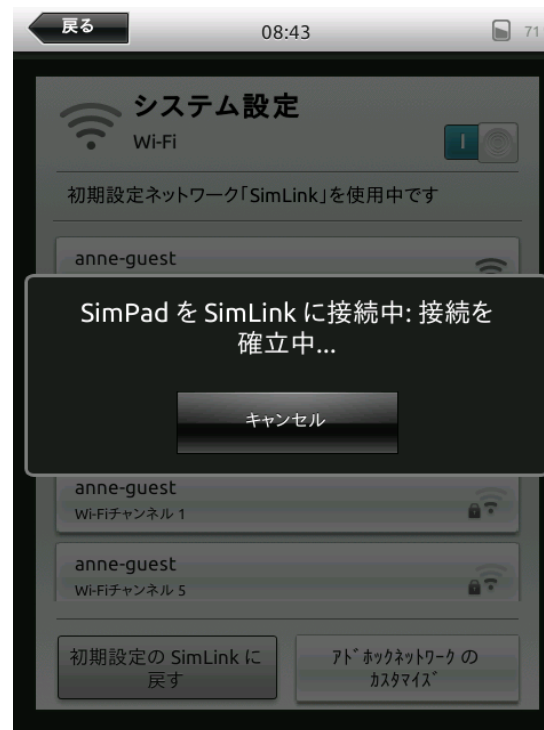 戻る
08:43
71
システム設定
Wi-Fi
I
初期設定ネットワーク「SimLink」を使用中です
anne-guest
SimPad を SimLink に接続中: 接続を
確立中...
キャンセル
anne-guest
Wi-Fiチャンネル 1
anne-guest
Wi-Fiチャンネル 5
初期設定の SimLink に
戻す
ｱﾄﾞﾎｯｸﾈｯﾄﾜｰｸ の
ｶｽﾀﾏｲｽﾞ